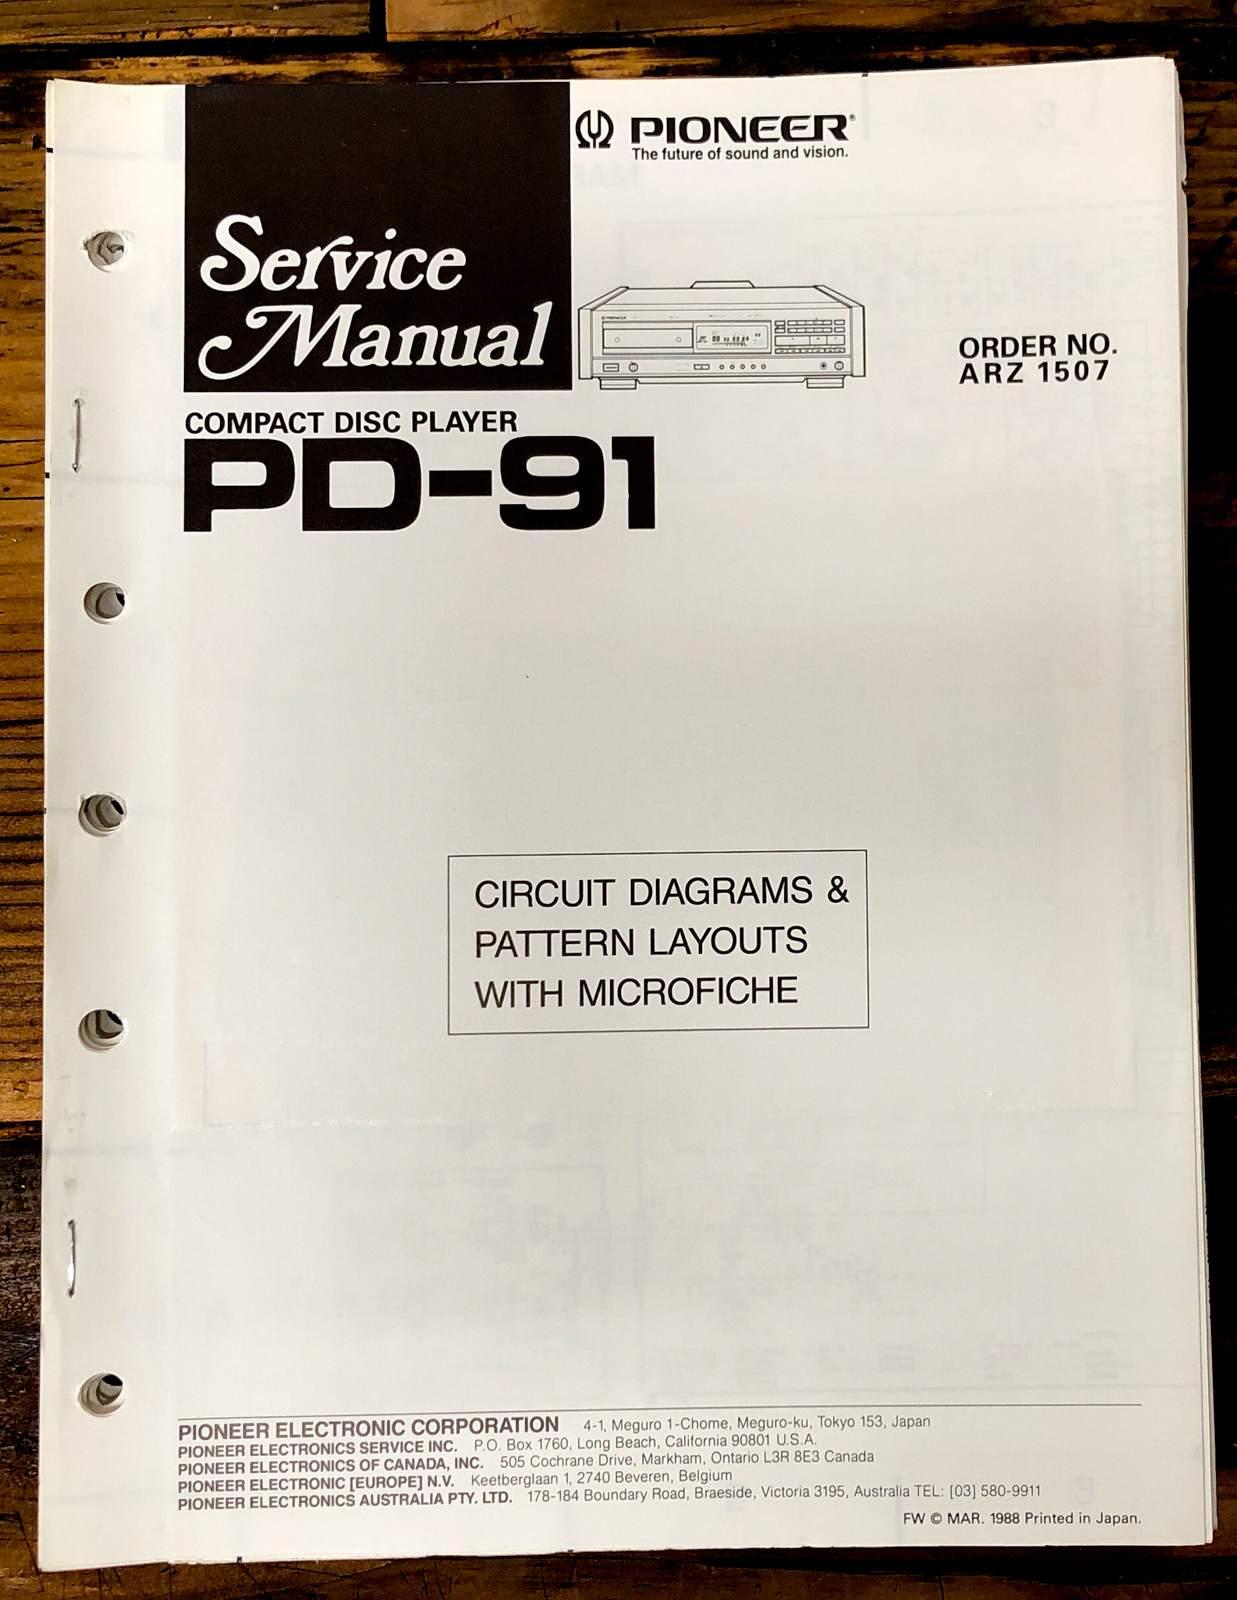 PIONEER®
The future of sound and vision.
Service
Manual
ORDER NO.
ARZ 1507
COMPACT DISC PLAYER
PD-91
CIRCUIT DIAGRAMS &
PATTERN LAYOUTS
WITH MICROFICHE
PIONEER ELECTRONIC CORPORATION 4-1, Meguro 1-Chome, Meguro-ku, Tokyo 153, Japan
PIONEER ELECTRONICS SERVICE INC. P.O. Box 1760, Long Beach, California 90801 U.S.A.
PIONEER ELECTRONICS OF CANADA, INC. 505 Cochrane Drive, Markham, Ontario L3R 8E3 Canada
PIONEER ELECTRONIC [EUROPE] N.V. Keetberglaan 1, 2740 Beveren, Belgium
PIONEER ELECTRONICS AUSTRALIA PTY. LTD. 178-184 Boundary Road, Braeside, Victoria 3195, Australia TEL: [03] 580-9911
FW © MAR. 1988 Printed in Japan.